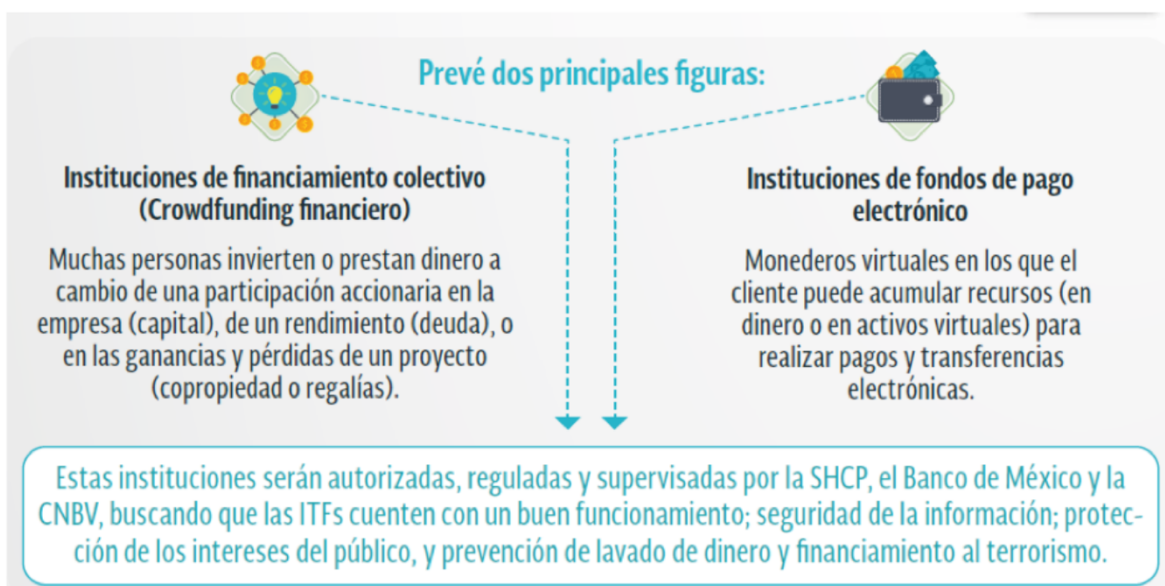 Prevé dos principales figuras:
Instituciones de financiamiento colectivo
(Crowdfunding financiero)
Muchas personas invierten o prestan dinero a
cambio de una participación accionaria en la
empresa (capital), de un rendimiento (deuda), o
en las ganancias y pérdidas de un proyecto
(copropiedad o regalías).
Instituciones de fondos de pago
electrónico
Monederos virtuales en los que el
cliente puede acumular recursos (en
dinero o en activos virtuales) para
realizar pagos y transferencias
electrónicas.
Estas instituciones serán autorizadas, reguladas y supervisadas por la SHCP, el Banco de México y la
CNBV, buscando que las ITFs cuenten con un buen funcionamiento; seguridad de la información; protec-
ción de los intereses del público, y prevención de lavado de dinero y financiamiento al terrorismo.